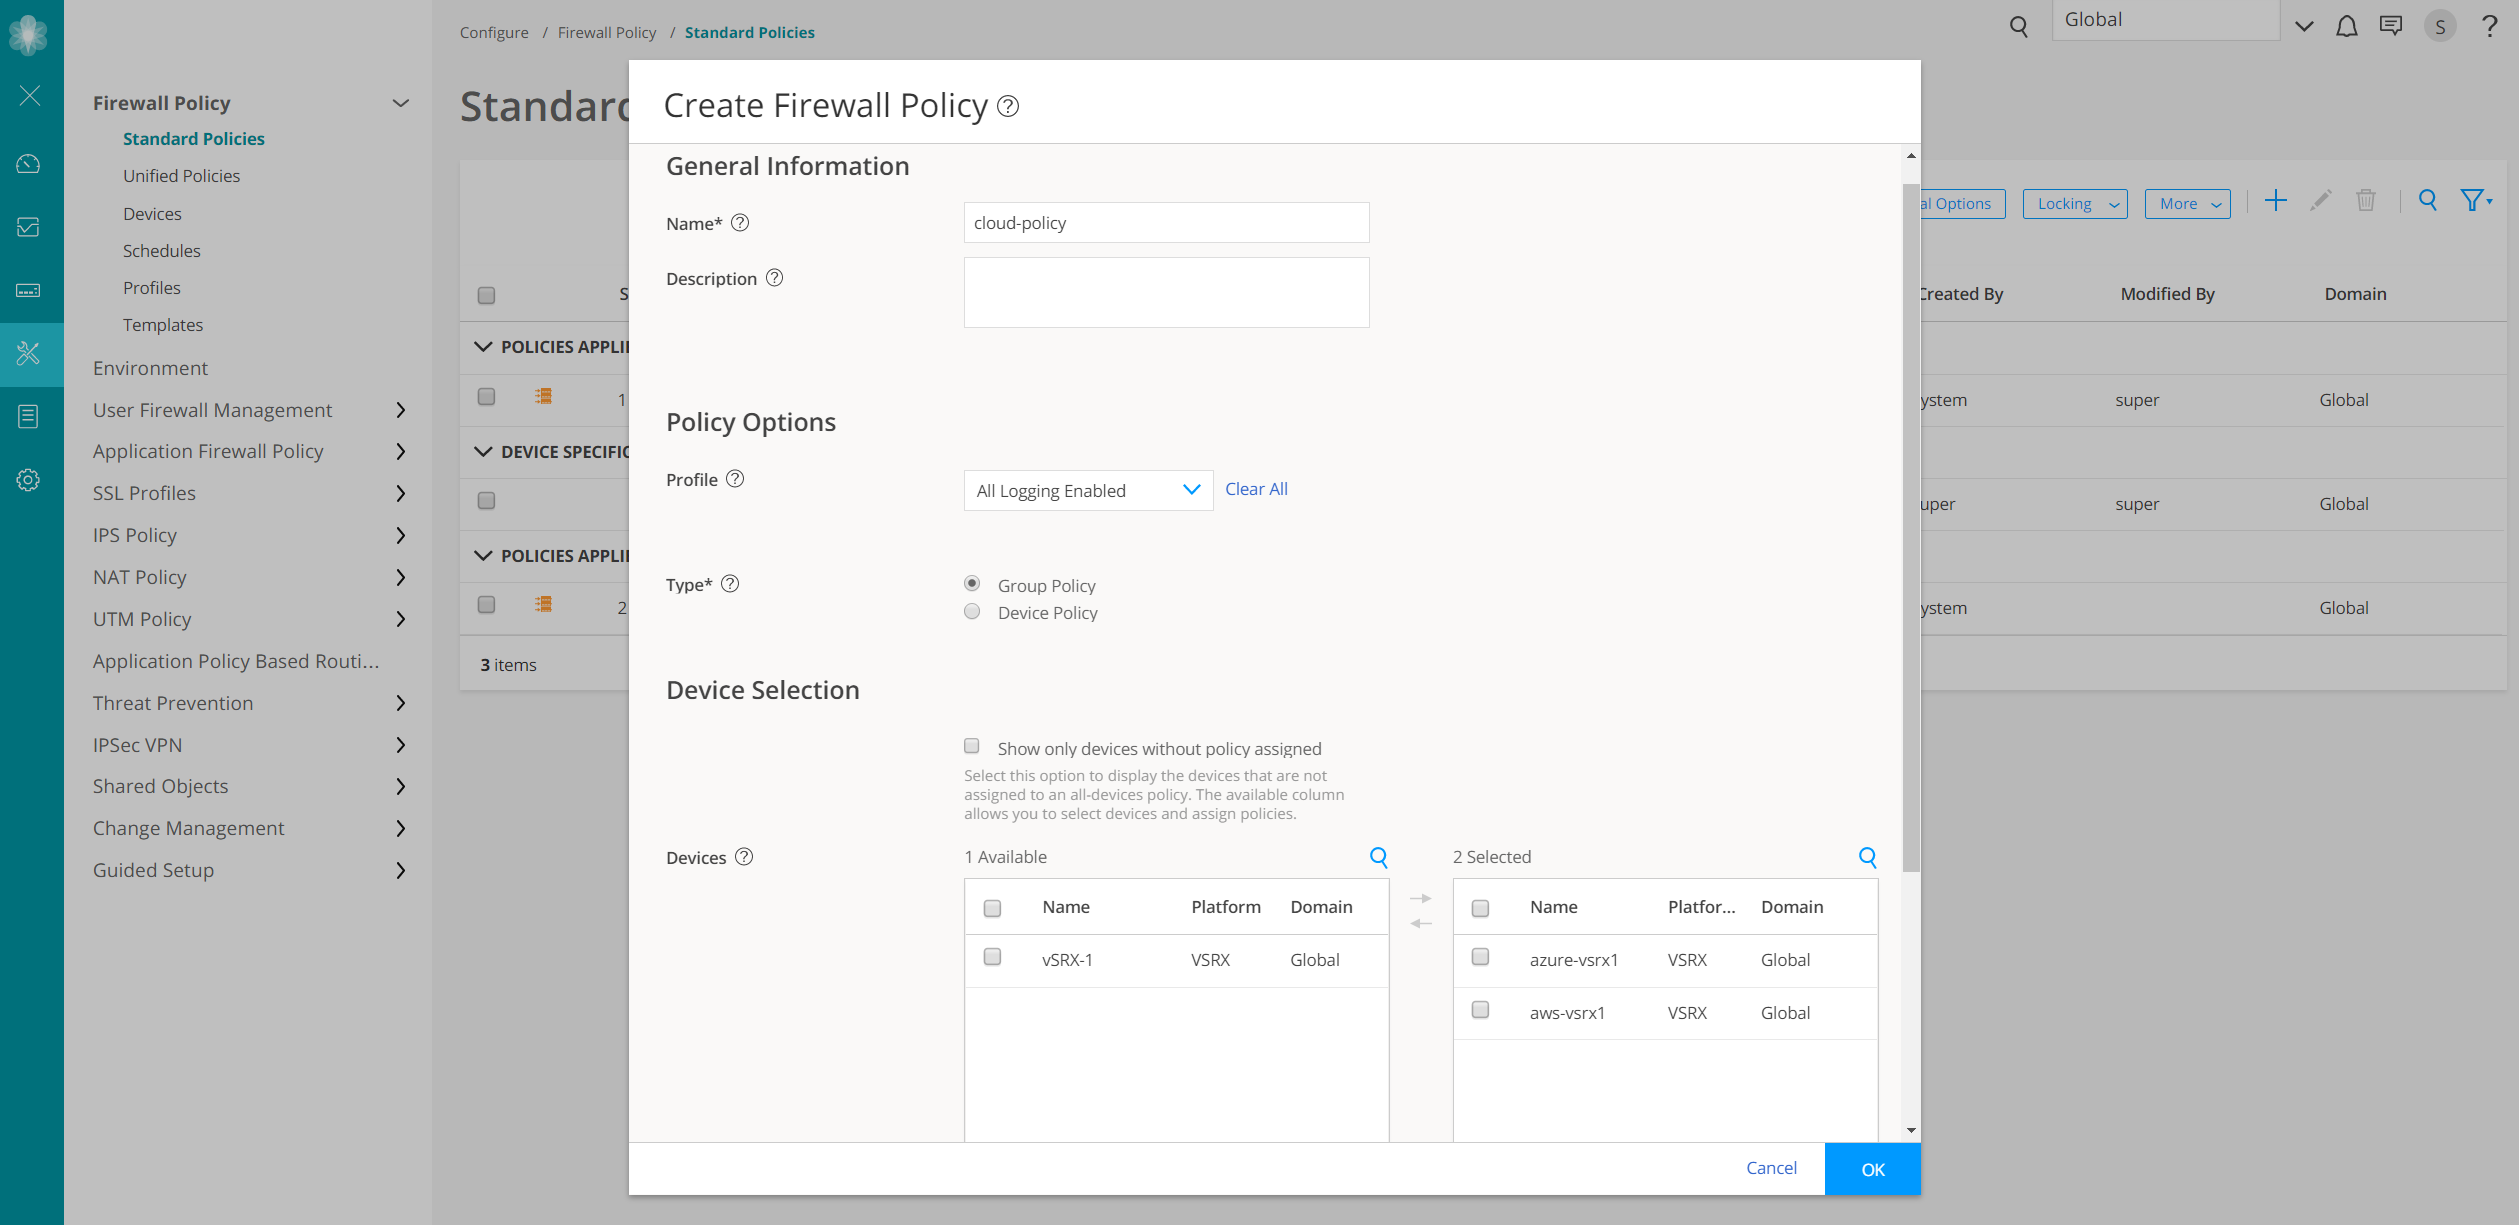 Configure / Firewall Policy / Standard Policies
Global
S
?
Firewall Policy
Standard Policies
Unified Policies
Devices
Schedules
Profiles
Templates
Environment
User Firewall Management
Application Firewall Policy
SSL Profiles
IPS Policy
NAT Policy
UTM Policy
Application Policy Based Routi...
Threat Prevention
IPSec VPN
Shared Objects
Change Management
Guided Setup
Standard
al Options
Locking
More
S
Created By
Modified By
Domain
POLICIES APPLI
1
ystem
super
Global
DEVICE SPECIFIC
uper
super
Global
POLICIES APPLI
2
ystem
Global
3 items
Create Firewall Policy ?
General Information
Name* ?
cloud-policy
Description ?
Policy Options
Profile ?
All Logging Enabled
Clear All
Type* ?
Group Policy
Device Policy
Device Selection
Show only devices without policy assigned
Select this option to display the devices that are not
assigned to an all-devices policy. The available column
allows you to select devices and assign policies.
Devices ?
1 Available
Name Platform Domain
vSRX-1 VSRX Global
2 Selected
Name Platfor... Domain
azure-vsrx1 VSRX Global
aws-vsrx1 VSRX Global
Cancel
OK